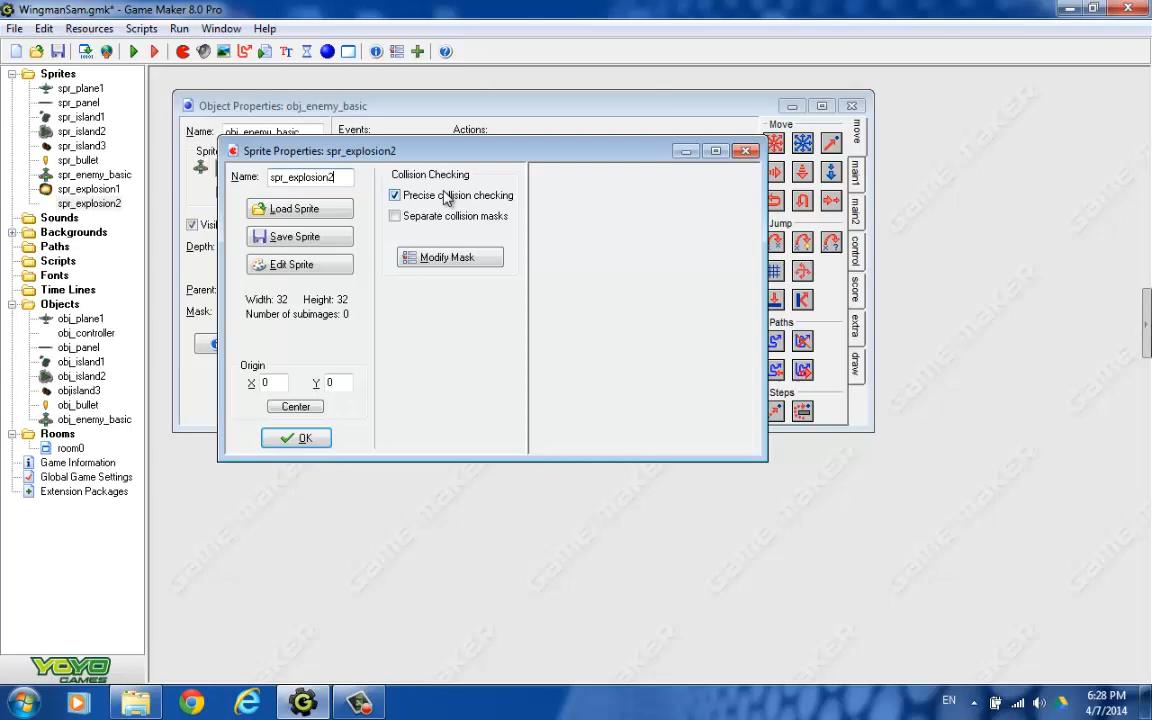 WingmanSam.gmk* - Game Maker 8.0 Pro
File Edit Resources Scripts Run Window Help
Sprites
spr_plane1
spr_panel
spr_island1
spr_island2
spr_island3
spr_bullet
spr_enemy_basic
spr_explosion1
spr_explosion2
Sounds
Backgrounds
Paths
Scripts
Fonts
Time Lines
Objects
obj_plane1
obj_controller
obj_panel
obj_island1
obj_island2
objisland3
obj_bullet
obj_enemy_basic
Rooms
room0
Game Information
Global Game Settings
Extension Packages
YOYO
GAMES
Object Properties: obj_enemy_basic
Name: obj_enemy_basic
Events:
Actions:
Depth:
Parent:
Mask:
Sprite Properties: spr_explosion2
Name: spr_explosion2
Load Sprite
Save Sprite
Edit Sprite
Width: 32 Height: 32
Number of subimages: 0
Origin
X 0 Y 0
Center
OK
Collision Checking
Precise collision checking
Separate collision masks
Modify Mask
Move
Jump
Paths
Steps
move
main1
main2
control
score
extra
draw
EN
6:28 PM
4/7/2014